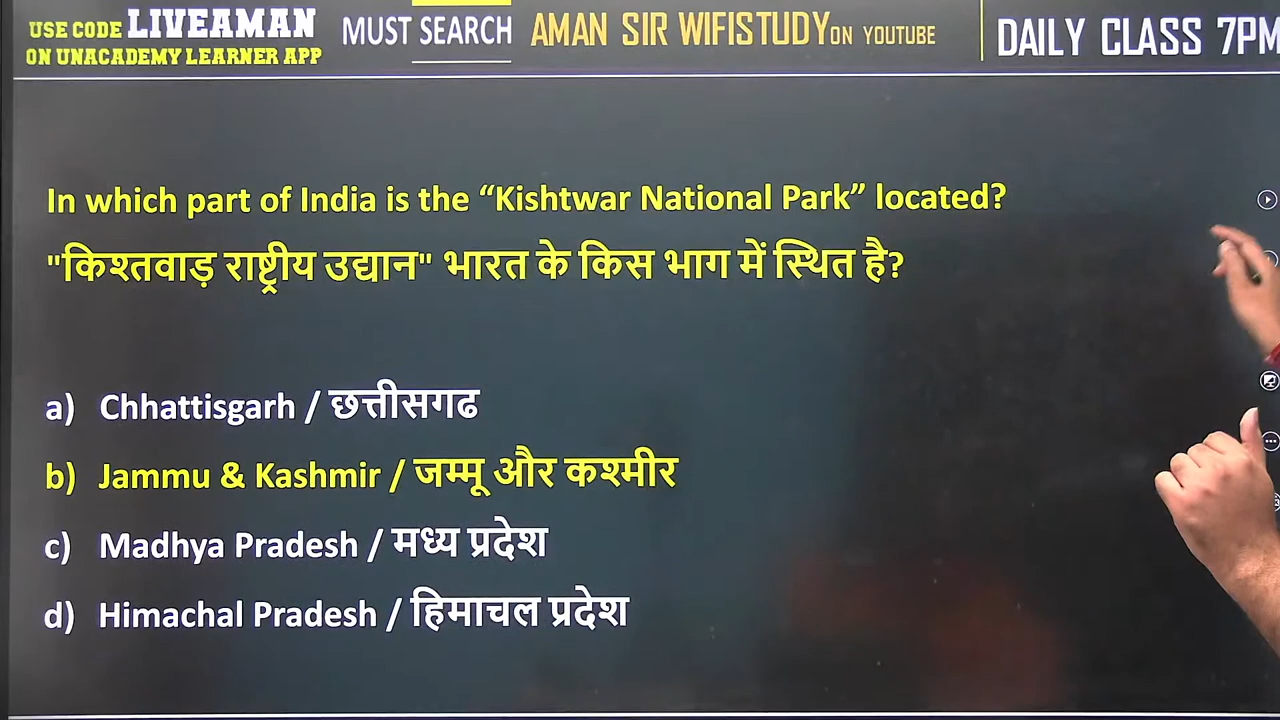 USE CODE LIVEAMAN
ON UNACADEMY LEARNER APP
MUST SEARCH
AMAN SIR WIFISTUDY ON YOUTUBE
DAILY CLASS 7PM
In which part of India is the “Kishtwar National Park” located?
"किश्तवाड़ राष्ट्रीय उद्यान" भारत के किस भाग में स्थित है?
a) Chhattisgarh / छत्तीसगढ
b) Jammu & Kashmir / जम्मू और कश्मीर
c) Madhya Pradesh / मध्य प्रदेश
d) Himachal Pradesh / हिमाचल प्रदेश